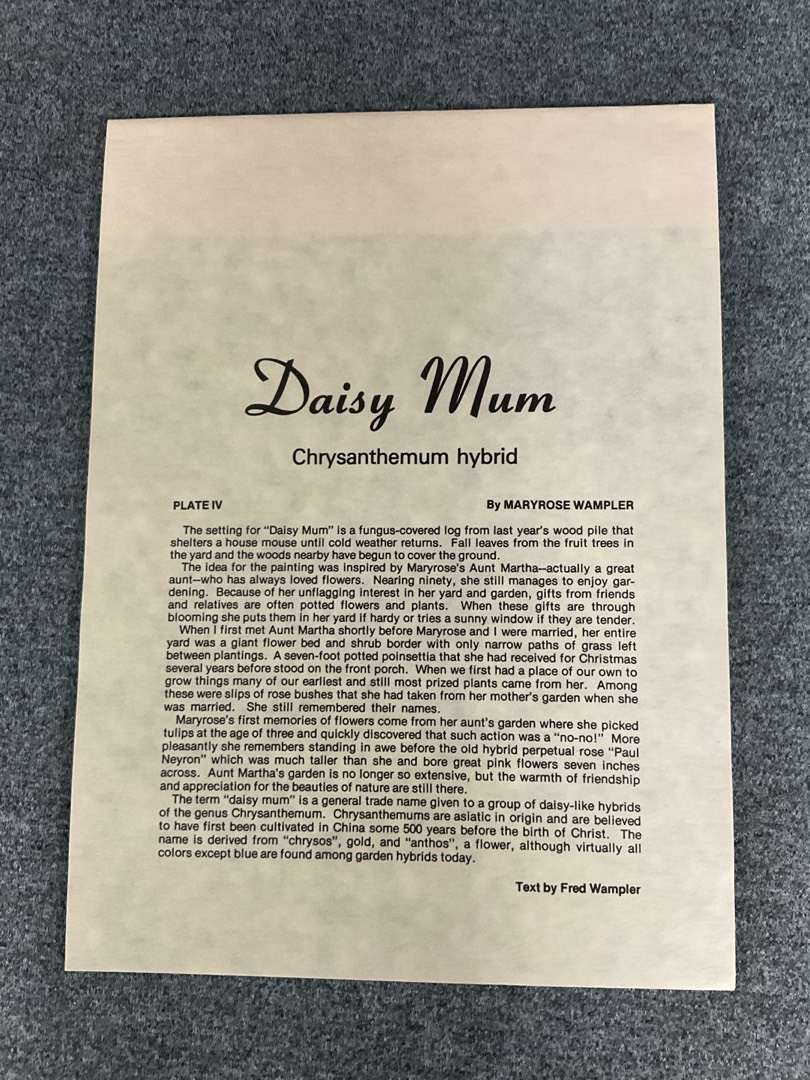 Daisy Mum
Chrysanthemum hybrid
PLATE IV
By MARYROSE WAMPLER
The setting for "Daisy Mum" is a fungus-covered log from last year's wood pile that
shelters a house mouse until cold weather returns. Fall leaves from the fruit trees in
the yard and the woods nearby have begun to cover the ground.
The idea for the painting was inspired by Maryrose's Aunt Martha--actually a great
aunt--who has always loved flowers. Nearing ninety, she still manages to enjoy gar-
dening. Because of her unflagging interest in her yard and garden, gifts from friends
and relatives are often potted flowers and plants. When these gifts are through
blooming she puts them in her yard if hardy or tries a sunny window if they are tender.
When I first met Aunt Martha shortly before Maryrose and I were married, her entire
yard was a giant flower bed and shrub border with only narrow paths of grass left
between plantings. A seven-foot potted poinsettia that she had received for Christmas
several years before stood on the front porch. When we first had a place of our own to
grow things many of our earliest and still most prized plants came from her. Among
these were slips of rose bushes that she had taken from her mother's garden when she
was married. She still remembered their names.
Maryrose's first memories of flowers come from her aunt's garden where she picked
tulips at the age of three and quickly discovered that such action was a "no-no!" More
pleasantly she remembers standing in awe before the old hybrid perpetual rose "Paul
Neyron" which was much taller than she and bore great pink flowers seven inches
across. Aunt Martha's garden is no longer so extensive, but the warmth of friendship
and appreciation for the beauties of nature are still there.
The term "daisy mum" is a general trade name given to a group of daisy-like hybrids
of the genus Chrysanthemum. Chrysanthemums are asiatic in origin and are believed
to have first been cultivated in China some 500 years before the birth of Christ. The
name is derived from "chrysos", gold, and "anthos", a flower, although virtually all
colors except blue are found among garden hybrids today.
Text by Fred Wampler